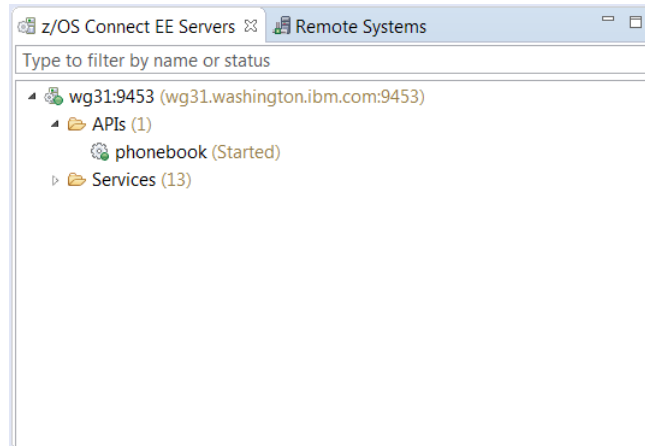 z/OS Connect EE Servers Remote Systems
Type to filter by name or status
wg31:9453 (wg31.washington.ibm.com:9453)
APIs (1)
phonebook (Started)
Services (13)